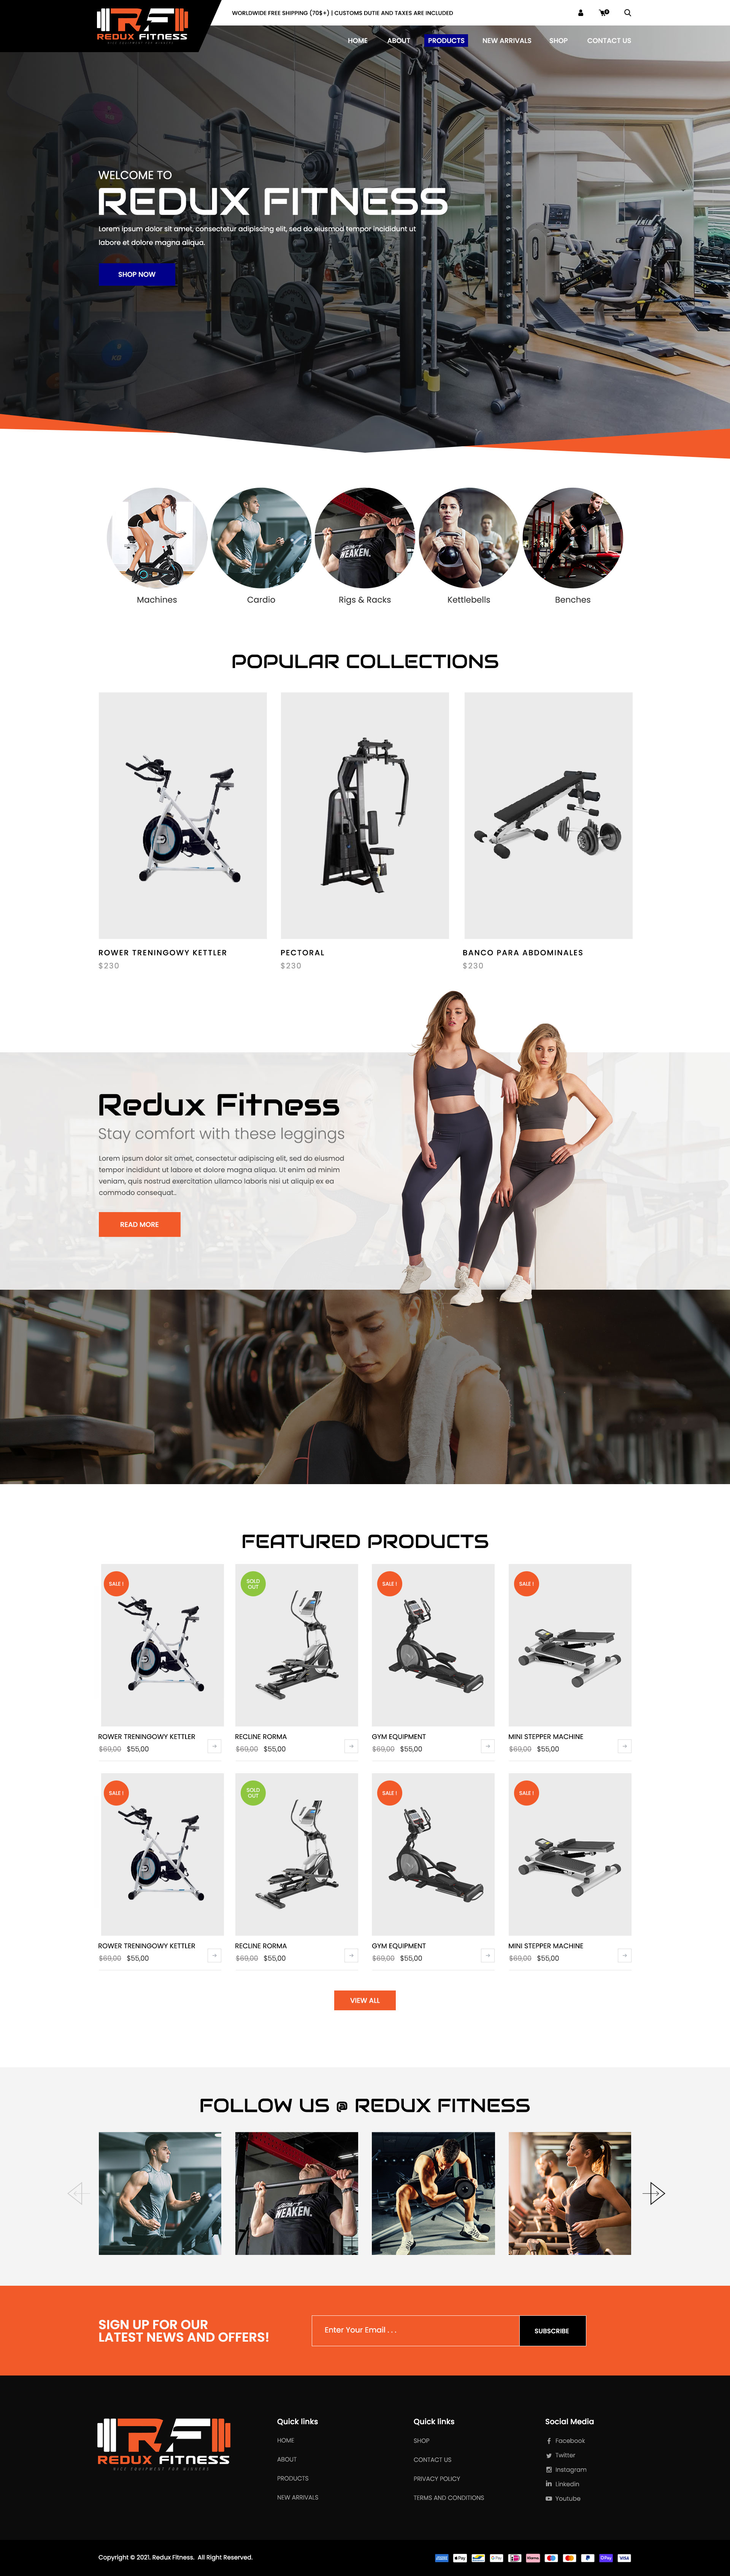 RF
REDUX FITNESS
WORLDWIDE FREE SHIPPING (70$+) | CUSTOMS DUTIE AND TAXES ARE INCLUDED
HOME ABOUT PRODUCTS NEW ARRIVALS SHOP CONTACT US
WELCOME TO
REDUX FITNESS
Lorem ipsum dolor sit amet, consectetur adipiscing elit, sed do eiusmod tempor incididunt ut
labore et dolore magna aliqua.
SHOP NOW
WEAKEN.
Machines Cardio Rigs & Racks Kettlebells Benches
POPULAR COLLECTIONS
ROWER TRENINGOWY KETTLER PECTORAL BANCO PARA ABDOMINALES
$230 $230 $230
Redux Fitness
Stay comfort with these leggings
Lorem ipsum dolor sit amet, consectetur adipiscing elit, sed do eiusmod
tempor incididunt ut labore et dolore magna aliqua. Ut enim ad minim
veniam, quis nostrud exercitation ullamco laboris nisi ut aliquip ex ea
commodo consequat..
READ MORE
FEATURED PRODUCTS
SALE ! SOLD OUT SALE ! SALE !
ROWER TRENINGOWY KETTLER RECLINE RORMA GYM EQUIPMENT MINI STEPPER MACHINE
$69,00 $55,00 $69,00 $55,00 $69,00 $55,00 $69,00 $55,00
SALE ! SOLD OUT SALE ! SALE !
ROWER TRENINGOWY KETTLER RECLINE RORMA GYM EQUIPMENT MINI STEPPER MACHINE
$69,00 $55,00 $69,00 $55,00 $69,00 $55,00 $69,00 $55,00
VIEW ALL
FOLLOW US @ REDUX FITNESS
WEAKEN.
SIGN UP FOR OUR
LATEST NEWS AND OFFERS!
Enter Your Email . . .
SUBSCRIBE
RF
REDUX FITNESS
Quick links
HOME
ABOUT
PRODUCTS
NEW ARRIVALS
Quick links
SHOP
CONTACT US
PRIVACY POLICY
TERMS AND CONDITIONS
Social Media
Facebook
Twitter
Instagram
Linkedin
Youtube
Copyright © 2021. Redux Fitness. All Right Reserved.
VISA